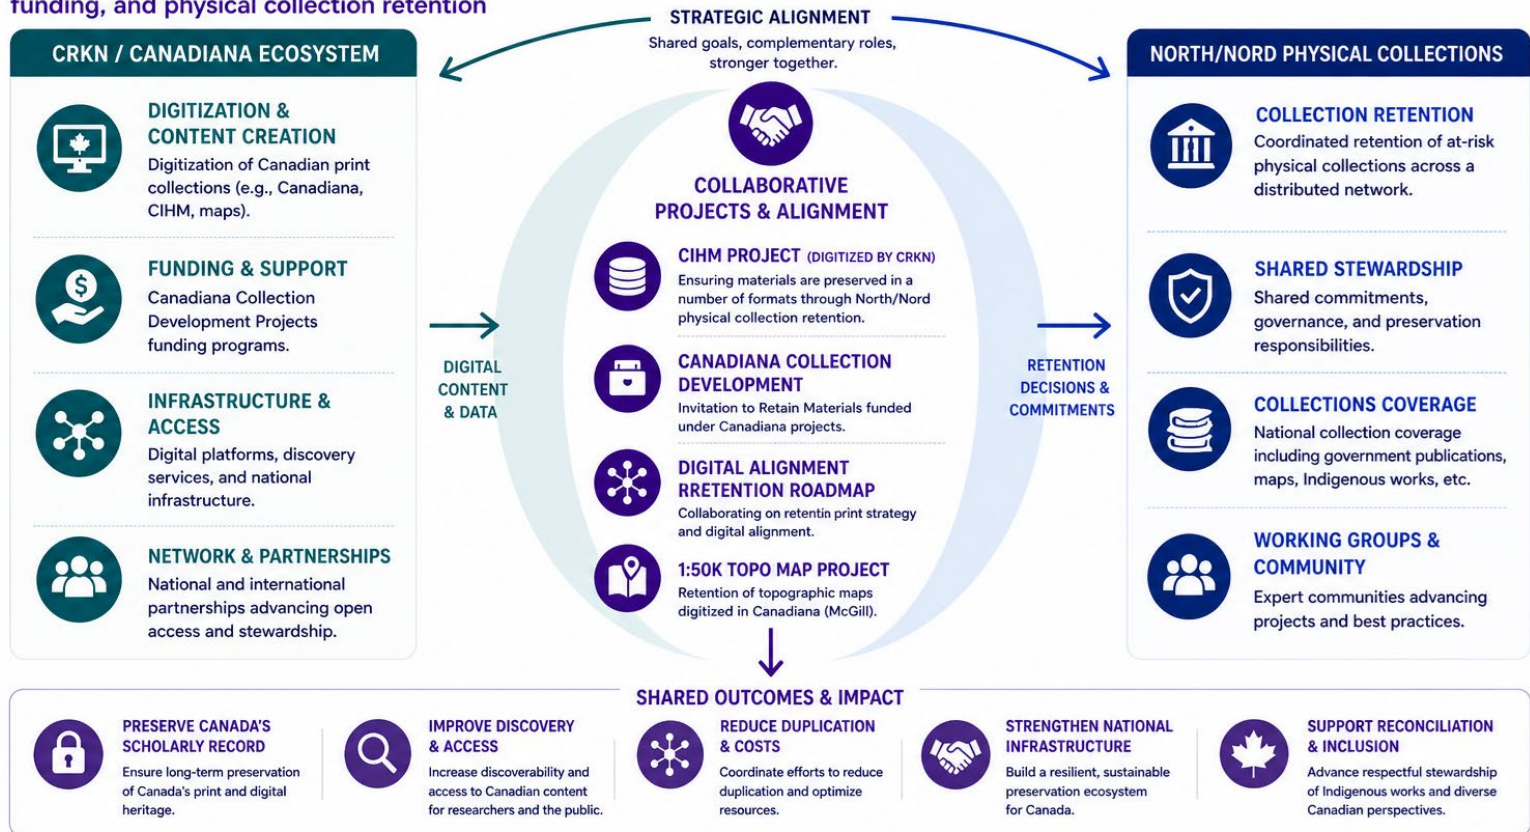 funding, and physical collection retention
STRATEGIC ALIGNMENT
Shared goals, complementary roles,
stronger together.
CRKN / CANADIANA ECOSYSTEM
DIGITIZATION &
CONTENT CREATION
Digitization of Canadian print
collections (e.g., Canadiana,
CIHM, maps).
FUNDING & SUPPORT
Canadiana Collection
Development Projects
funding programs.
INFRASTRUCTURE &
ACCESS
Digital platforms, discovery
services, and national
infrastructure.
NETWORK & PARTNERSHIPS
National and international
partnerships advancing open
access and stewardship.
DIGITAL
CONTENT
& DATA
COLLABORATIVE
PROJECTS & ALIGNMENT
CIHM PROJECT (DIGITIZED BY CRKN)
Ensuring materials are preserved in a
number of formats through North/Nord
physical collection retention.
CANADIANA COLLECTION
DEVELOPMENT
Invitation to Retain Materials funded
under Canadiana projects.
DIGITAL ALIGNMENT
RRETENTION ROADMAP
Collaborating on retentin print strategy
and digital alignment.
1:50K TOPO MAP PROJECT
Retention of topographic maps
digitized in Canadiana (McGill).
RETENTION
DECISIONS &
COMMITMENTS
NORTH/NORD PHYSICAL COLLECTIONS
COLLECTION RETENTION
Coordinated retention of at-risk
physical collections across a
distributed network.
SHARED STEWARDSHIP
Shared commitments,
governance, and preservation
responsibilities.
COLLECTIONS COVERAGE
National collection coverage
including government publications,
maps, Indigenous works, etc.
WORKING GROUPS &
COMMUNITY
Expert communities advancing
projects and best practices.
SHARED OUTCOMES & IMPACT
PRESERVE CANADA'S
SCHOLARLY RECORD
Ensure long-term preservation
of Canada's print and digital
heritage.
IMPROVE DISCOVERY
& ACCESS
Increase discoverability and
access to Canadian content
for researchers and the public.
REDUCE DUPLICATION
& COSTS
Coordinate efforts to reduce
duplication and optimize
resources.
STRENGTHEN NATIONAL
INFRASTRUCTURE
Build a resilient, sustainable
preservation ecosystem
for Canada.
SUPPORT RECONCILIATION
& INCLUSION
Advance respectful stewardship
of Indigenous works and diverse
Canadian perspectives.